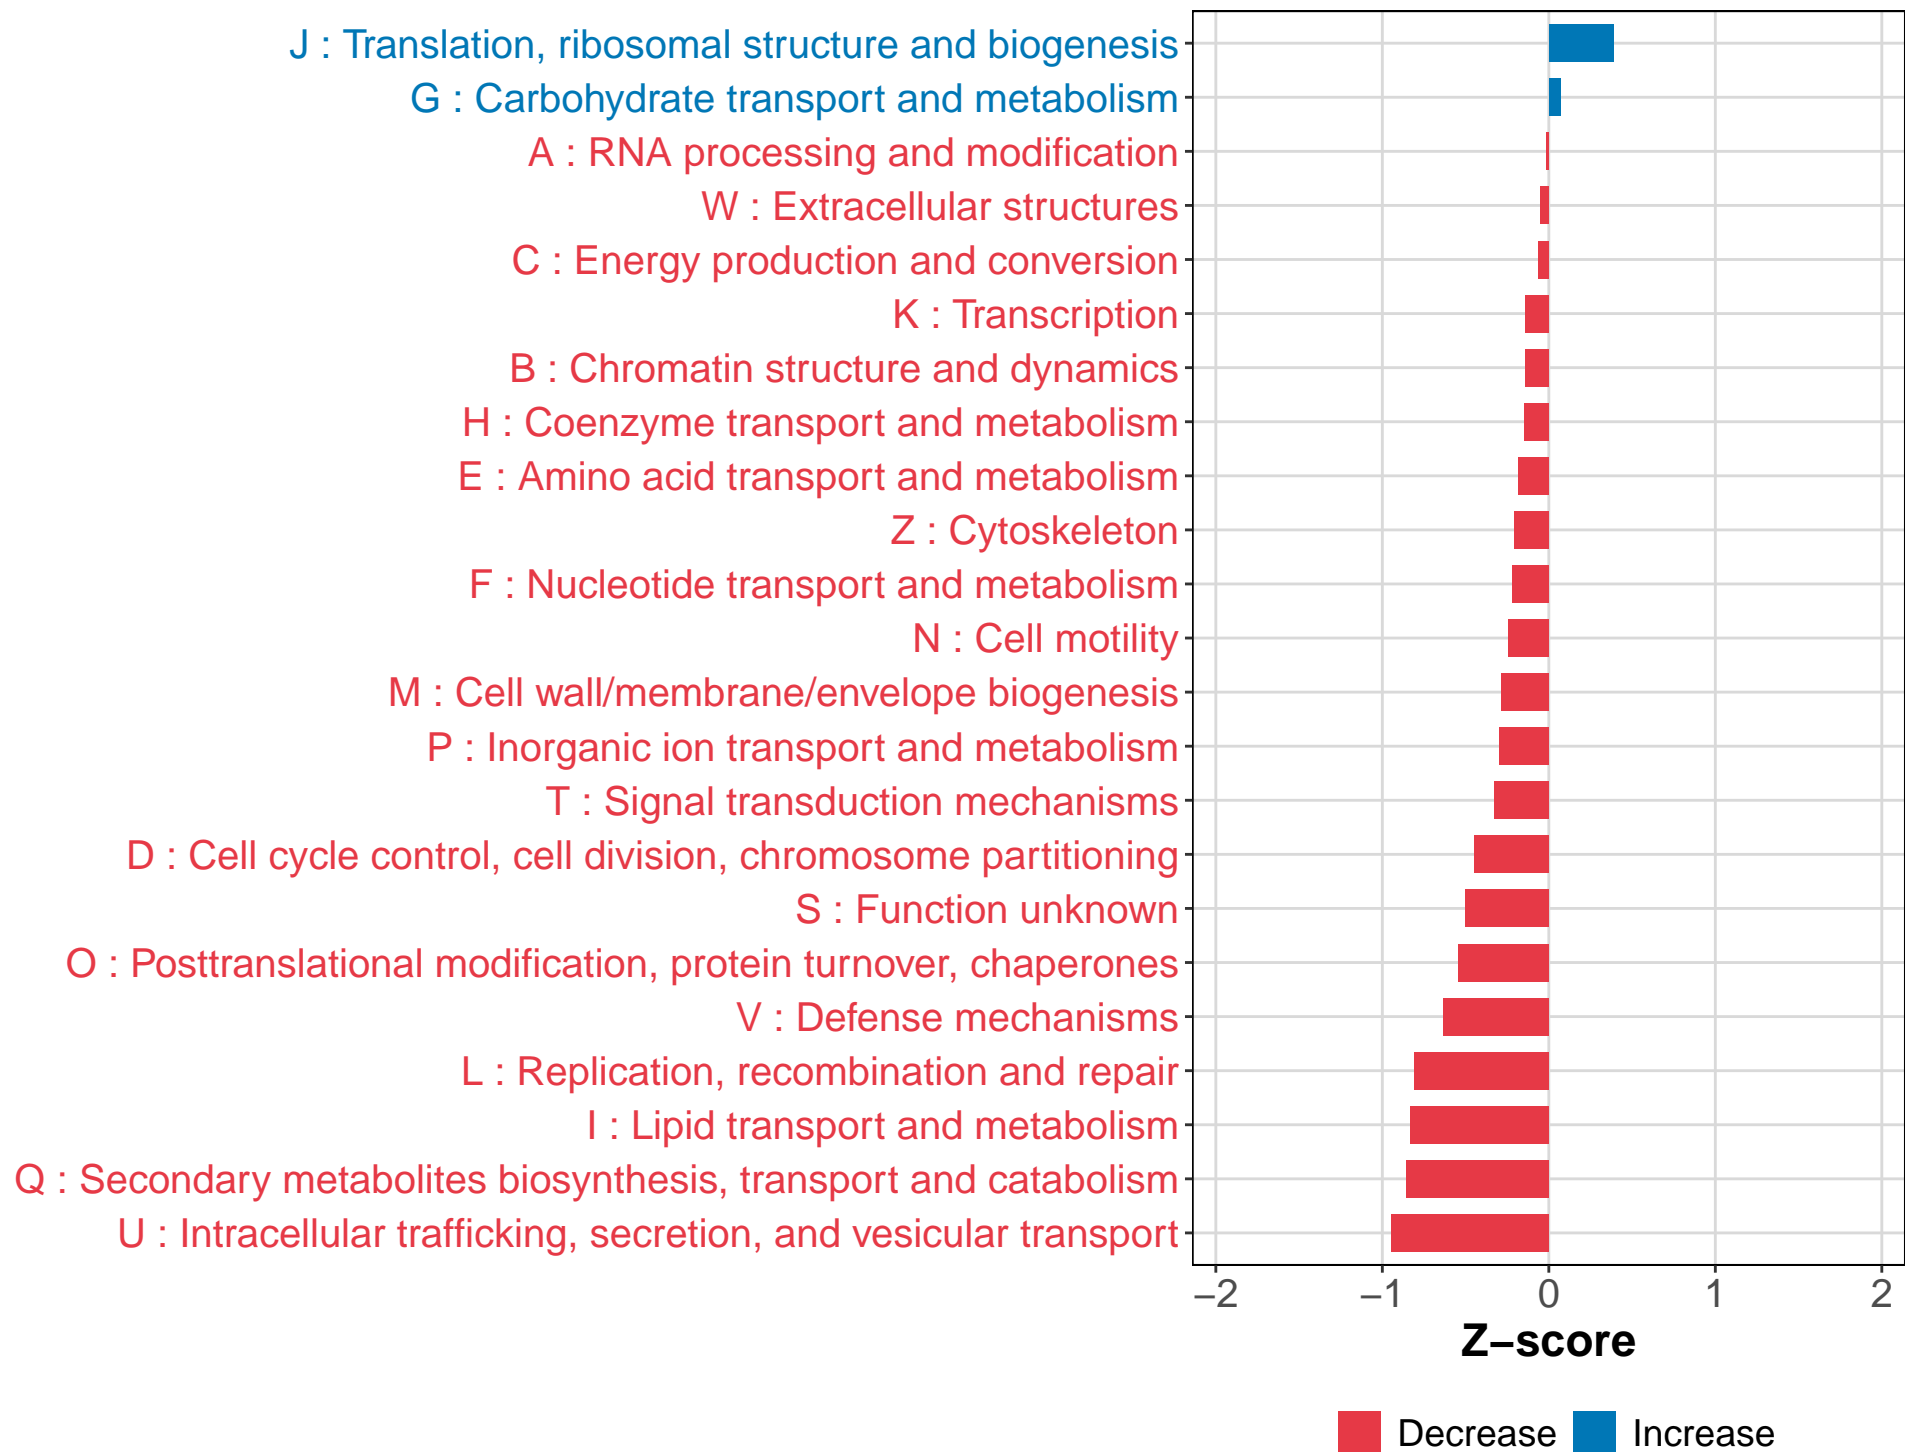 J : Translation, ribosomal structure and biogenesis
G : Carbohydrate transport and metabolism
A : RNA processing and modification
W : Extracellular structures
C : Energy production and conversion
K : Transcription
B : Chromatin structure and dynamics
H : Coenzyme transport and metabolism
E : Amino acid transport and metabolism
Z : Cytoskeleton
F : Nucleotide transport and metabolism
N : Cell motility
M : Cell wall/membrane/envelope biogenesis
P : Inorganic ion transport and metabolism
T : Signal transduction mechanisms
D : Cell cycle control, cell division, chromosome partitioning
S : Function unknown
O : Posttranslational modification, protein turnover, chaperones
V : Defense mechanisms
L : Replication, recombination and repair
I : Lipid transport and metabolism
Q : Secondary metabolites biosynthesis, transport and catabolism
U : Intracellular trafficking, secretion, and vesicular transport
−2 −1 0 1 2
Z−score
Decrease Increase